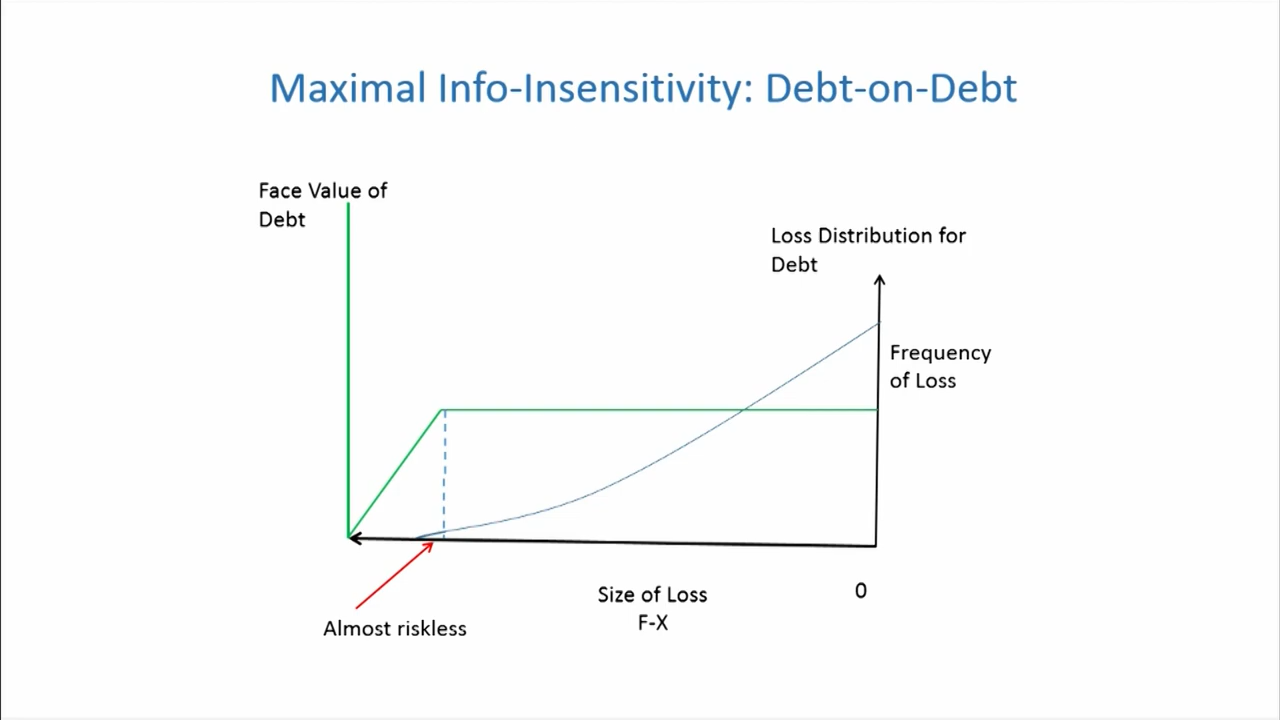 Maximal Info-Insensitivity: Debt-on-Debt
Face Value of
Debt
Loss Distribution for
Debt
Frequency
of Loss
Size of Loss
F-X
0
Almost riskless